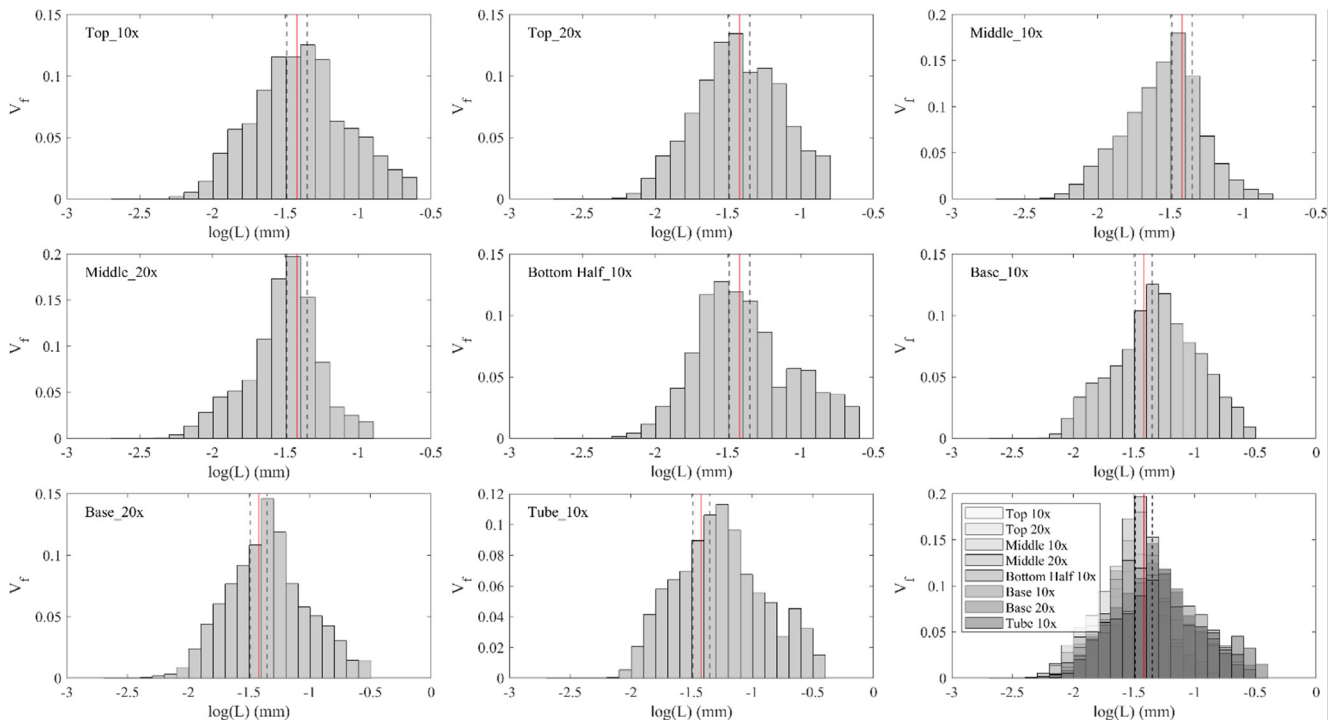 0.15
Top_10x
0.1
V_f
0.05
0
-3 -2.5 -2 -1.5 -1 -0.5
log(L) (mm)
0.15
Top_20x
0.1
V_f
0.05
0
-3 -2.5 -2 -1.5 -1 -0.5
log(L) (mm)
0.2
Middle_10x
0.15
V_f
0.1
0.05
0
-3 -2.5 -2 -1.5 -1 -0.5
log(L) (mm)
0.2
Middle_20x
0.15
V_f
0.1
0.05
0
-3 -2.5 -2 -1.5 -1 -0.5
log(L) (mm)
0.15
Bottom Half_10x
0.1
V_f
0.05
0
-3 -2.5 -2 -1.5 -1 -0.5
log(L) (mm)
0.15
Base_10x
0.1
V_f
0.05
0
-3 -2.5 -2 -1.5 -1 -0.5 0
log(L) (mm)
0.15
Base_20x
0.1
V_f
0.05
0
-3 -2.5 -2 -1.5 -1 -0.5 0
log(L) (mm)
0.12
Tube_10x
0.1
0.08
V_f
0.06
0.04
0.02
0
-3 -2.5 -2 -1.5 -1 -0.5 0
log(L) (mm)
0.2
0.15
V_f
0.1
0.05
0
Top 10x
Top 20x
Middle 10x
Middle 20x
Bottom Half 10x
Base 10x
Base 20x
Tube 10x
-3 -2.5 -2 -1.5 -1 -0.5 0
log(L) (mm)